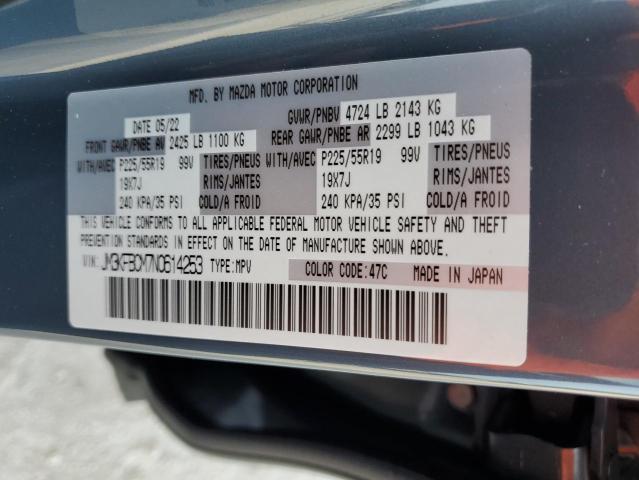 MFD. BY MAZDA MOTOR CORPORATION
DATE 05/22 GVWR/PNBV 4724 LB 2143 KG
FRONT GAWR/PNBE AV 2425 LB 1100 KG REAR GAWR/PNBE AR 2299 LB 1043 KG
WITH/AVEC P225/55R19 99V TIRES/PNEUS WITH/AVEC P225/55R19 99V TIRES/PNEUS
19X7J RIMS/JANTES 19X7J RIMS/JANTES
240 KPA/35 PSI COLD/A FROID 240 KPA/35 PSI COLD/A FROID
THIS VEHICLE CONFORMS TO ALL APPLICABLE FEDERAL MOTOR VEHICLE SAFETY AND THEFT
PREVENTION STANDARDS IN EFFECT ON THE DATE OF MANUFACTURE SHOWN ABOVE.
VIN: JM3KFBCM7N0614253 TYPE:MPV COLOR CODE:47C MADE IN JAPAN